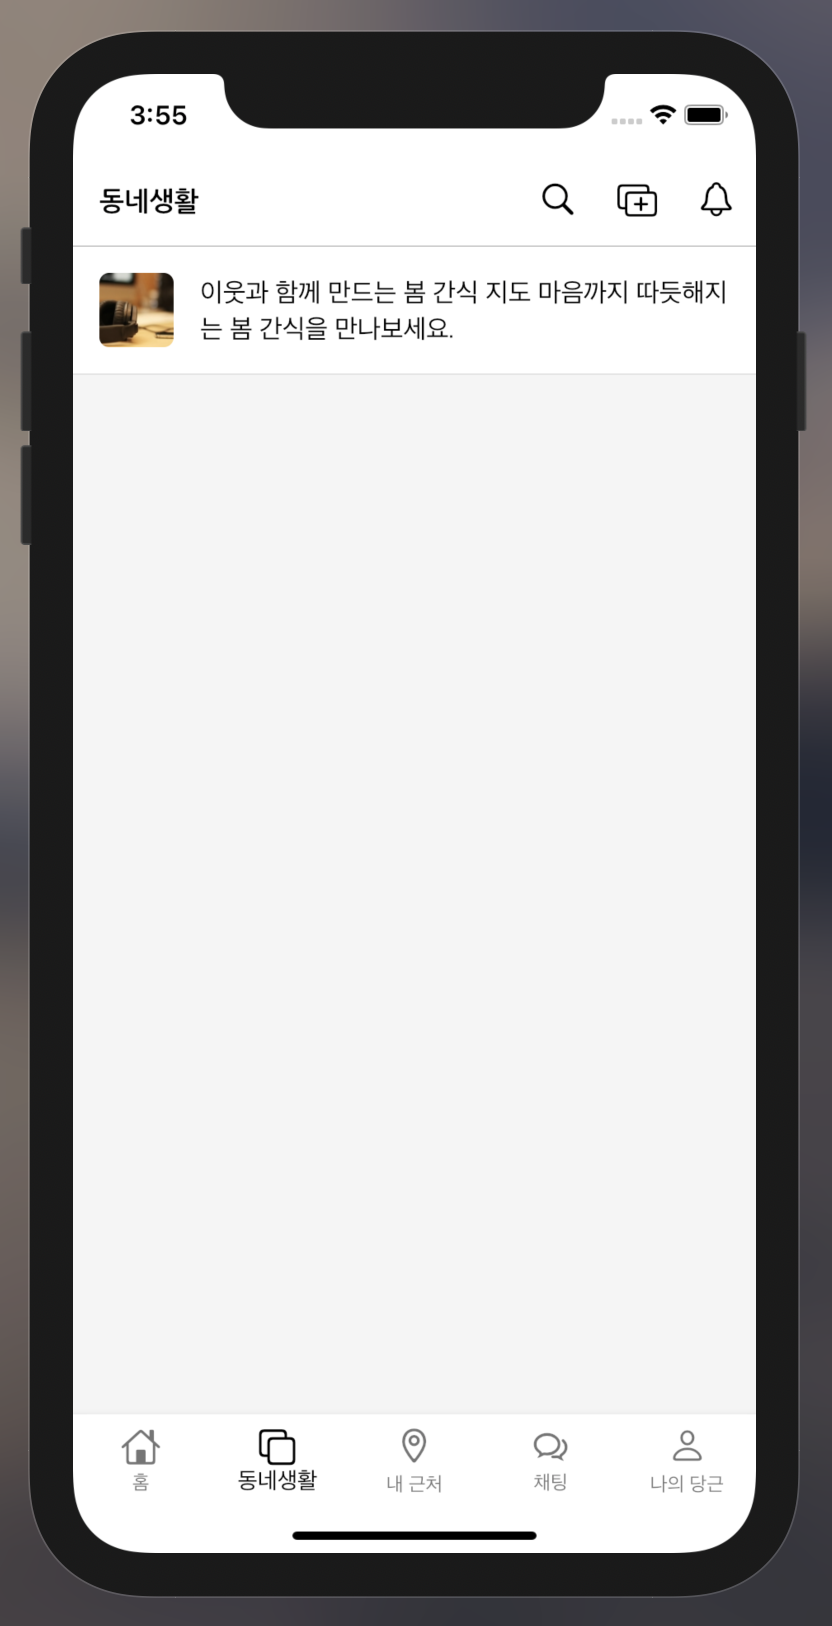 3:55
동네생활
이웃과 함께 만드는 봄 간식 지도 마음까지 따듯해지
는 봄 간식을 만나보세요.
홈
동네생활
내 근처
채팅
나의 당근